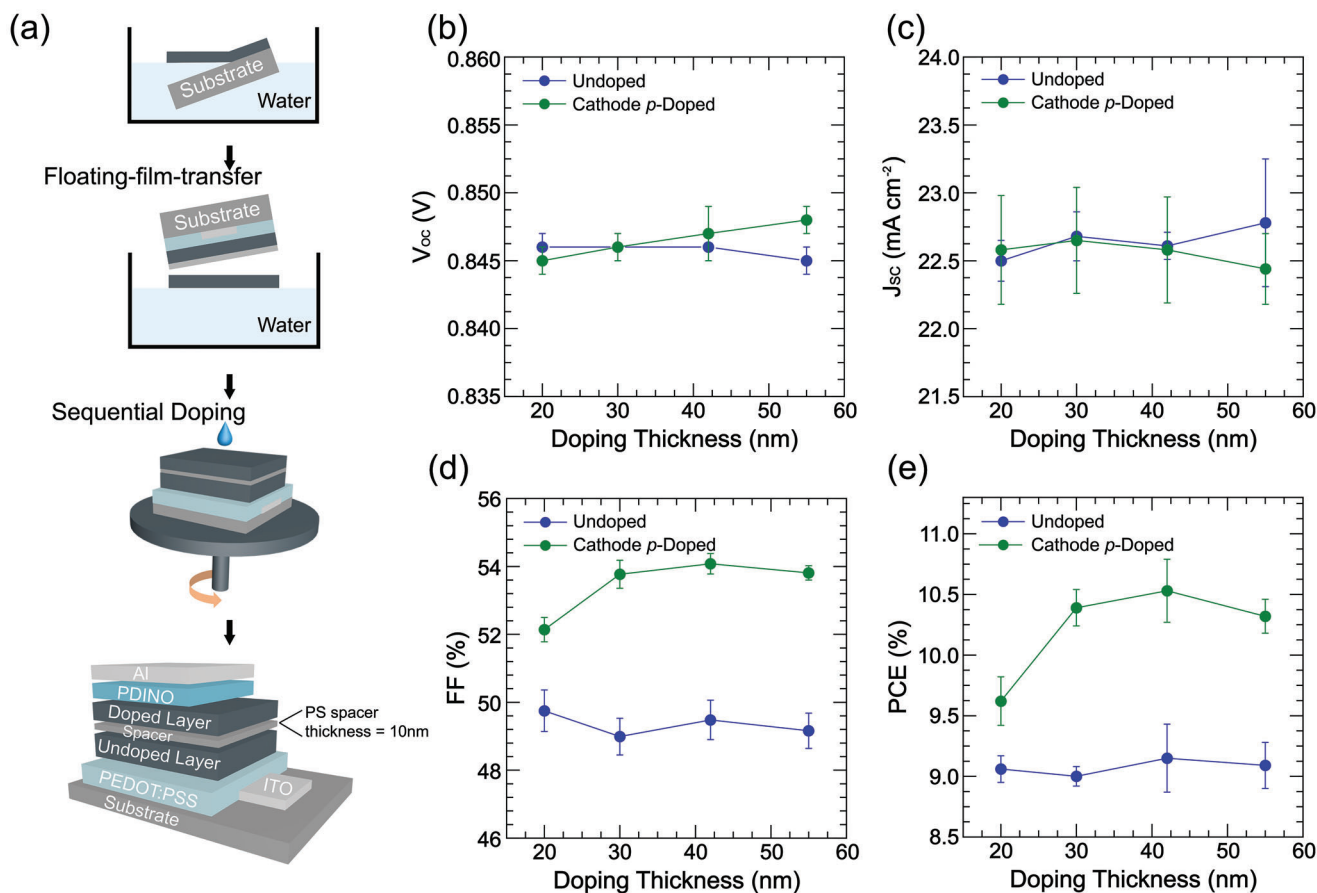 (a)
Substrate
Water
Floating-film-transfer
Substrate
Water
Sequential Doping
Al
PDINO
Doped Layer
Spacer
Undoped Layer
PEDOT:PSS
ITO
Substrate
PS spacer
thickness = 10nm
(b)
0.860
0.855
0.850
0.845
0.840
0.835
Voc (V)
Undoped
Cathode p-Doped
20 30 40 50 60
Doping Thickness (nm)
(c)
24.0
23.5
23.0
22.5
22.0
21.5
Jsc (mA cm⁻²)
Undoped
Cathode p-Doped
20 30 40 50 60
Doping Thickness (nm)
(d)
56
54
52
50
48
46
FF (%)
Undoped
Cathode p-Doped
20 30 40 50 60
Doping Thickness (nm)
(e)
11.0
10.5
10.0
9.5
9.0
8.5
PCE (%)
Undoped
Cathode p-Doped
20 30 40 50 60
Doping Thickness (nm)